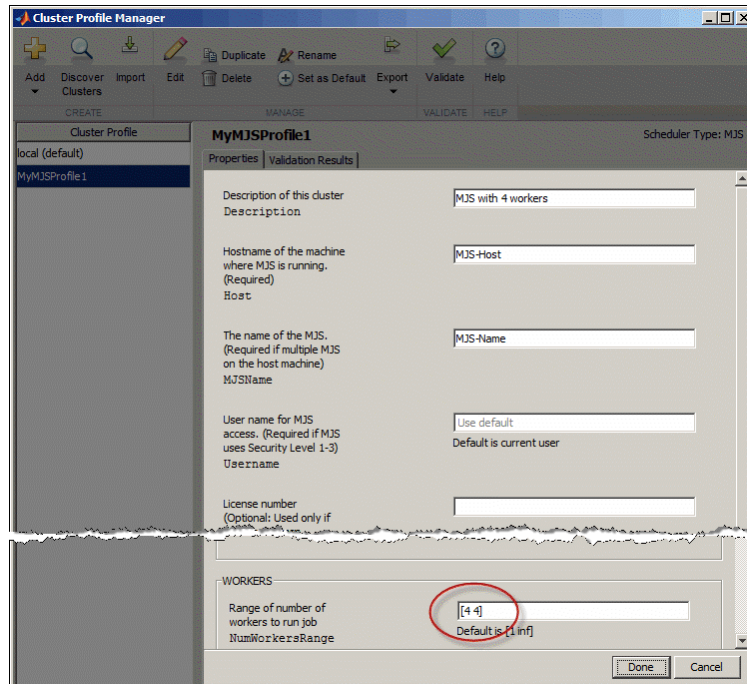 Cluster Profile Manager
Add
Discover Clusters
Import
Edit
Duplicate
Rename
Delete
Set as Default
Export
Validate
Help
CREATE
MANAGE
VALIDATE
HELP
Cluster Profile
local (default)
MyMJSProfile1
MyMJSProfile1
Scheduler Type: MJS
Properties
Validation Results
Description of this cluster
Description
MJS with 4 workers
Hostname of the machine
where MJS is running.
(Required)
Host
MJS-Host
The name of the MJS.
(Required if multiple MJS
on the host machine)
MJSName
MJS-Name
User name for MJS
access. (Required if MJS
uses Security Level 1-3)
Username
Use default
Default is current user
License number
(Optional: Used only if
WORKERS
Range of number of
workers to run job
NumWorkersRange
[4 4]
Default is [1 inf]
Done
Cancel